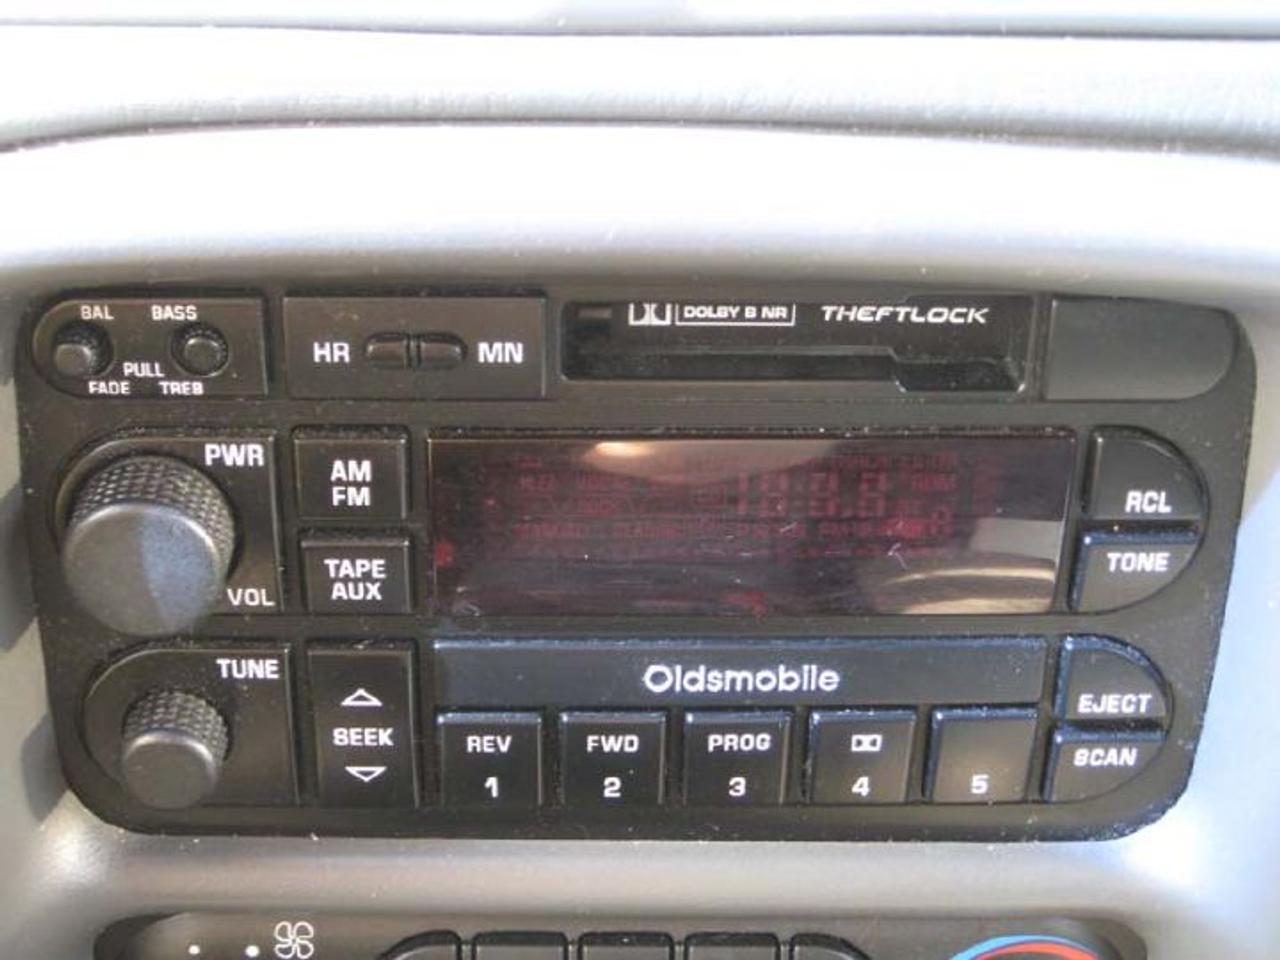 BAL BASS
PULL
FADE TREB
HR MN
DOLBY B NR THEFTLOCK
PWR
VOL
AM
FM
TAPE
AUX
RCL
TONE
TUNE
SEEK
Oldsmobile
REV
1
FWD
2
PROG
3
4
5
EJECT
SCAN